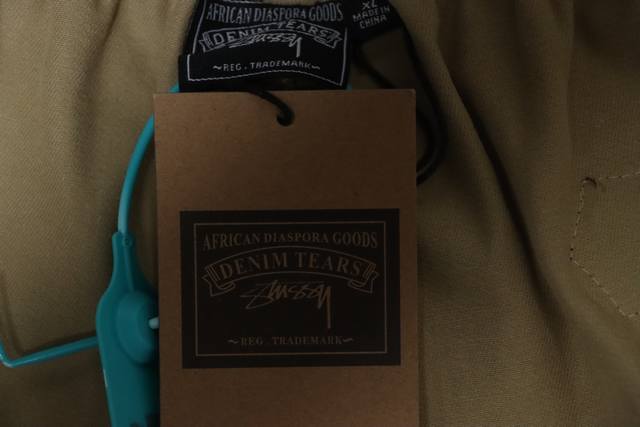 AFRICAN DIASPORA GOODS
DENIM TEARS
STUSSY
~REG. TRADEMARK~
XL
MADE IN
CHINA
AFRICAN DIASPORA GOODS
DENIM TEARS
STUSSY
~REG. TRADEMARK~